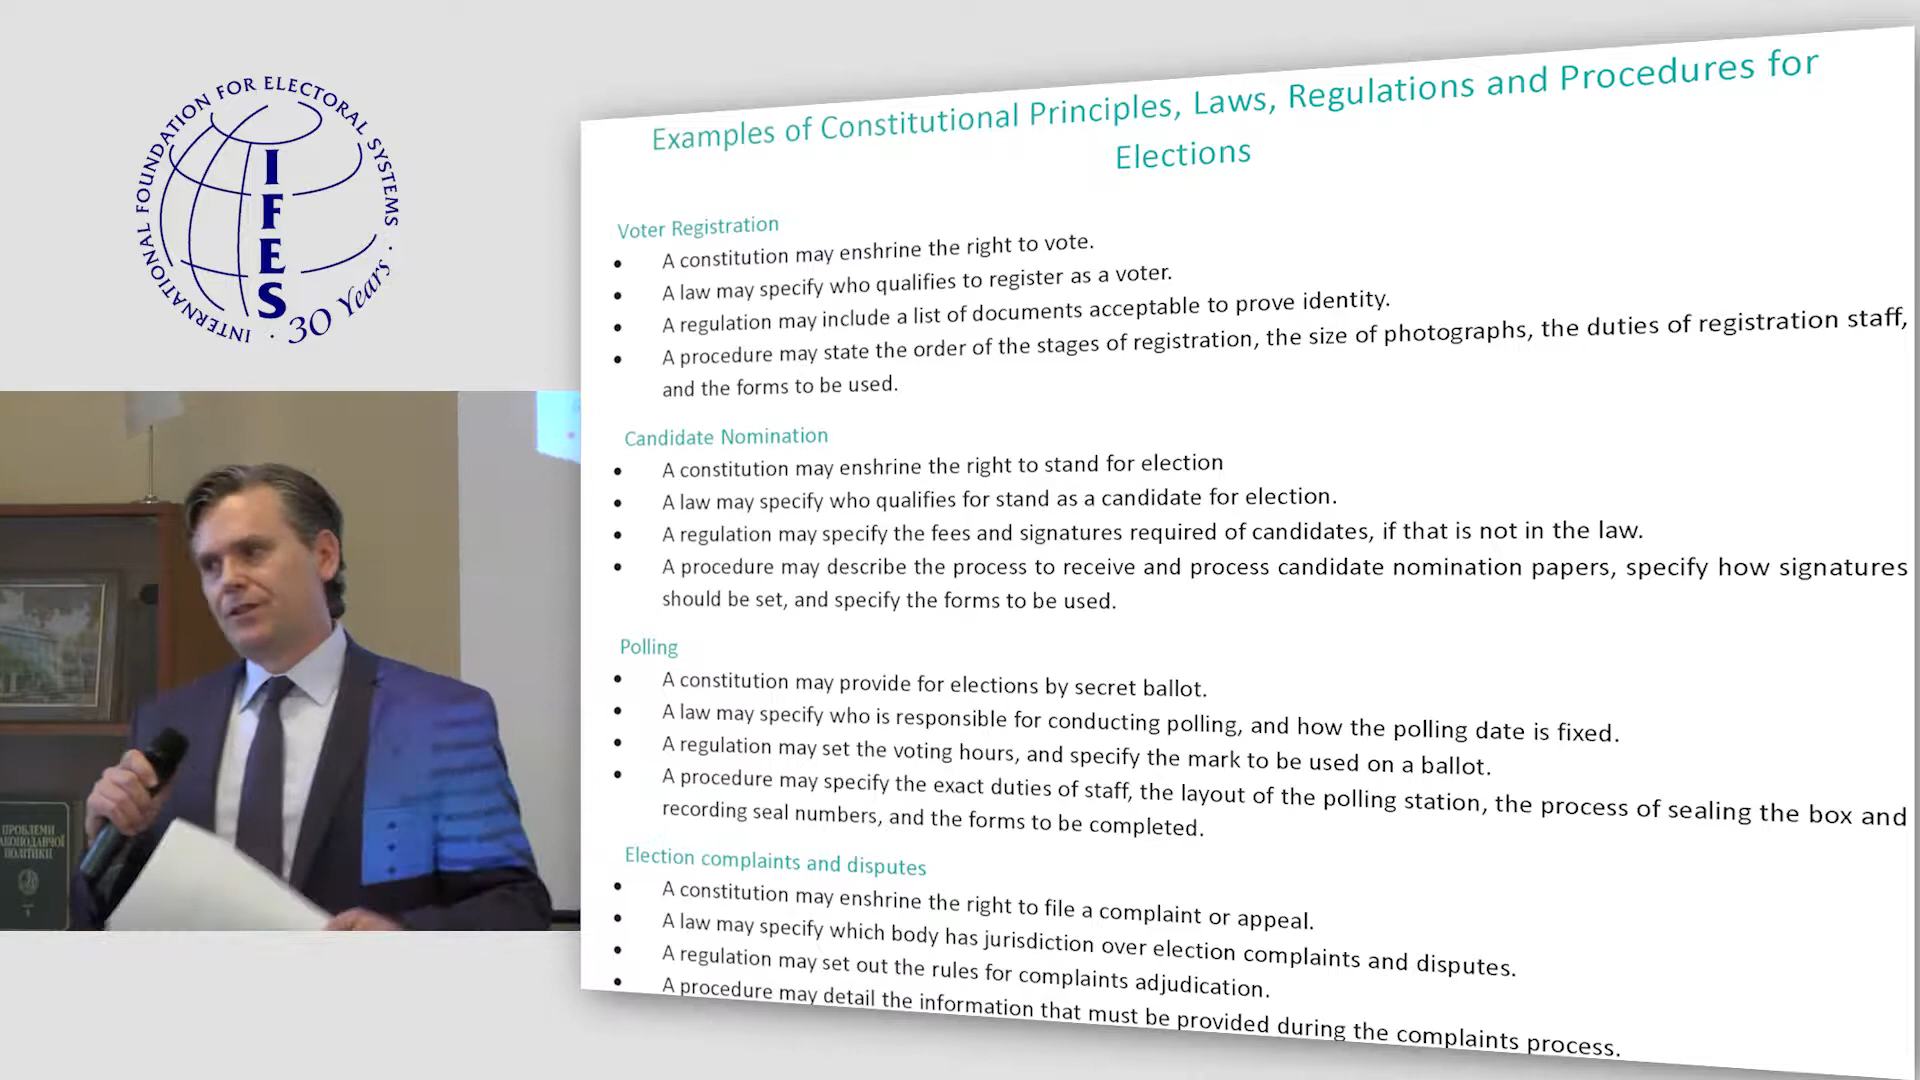 INTERNATIONAL FOUNDATION FOR ELECTORAL SYSTEMS · 30 Years ·
IFES
Examples of Constitutional Principles, Laws, Regulations and Procedures for
Elections
Voter Registration
• A constitution may enshrine the right to vote.
• A law may specify who qualifies to register as a voter.
• A regulation may include a list of documents acceptable to prove identity.
• A procedure may state the order of the stages of registration, the size of photographs, the duties of registration staff,
and the forms to be used.
Candidate Nomination
• A constitution may enshrine the right to stand for election
• A law may specify who qualifies for stand as a candidate for election.
• A regulation may specify the fees and signatures required of candidates, if that is not in the law.
• A procedure may describe the process to receive and process candidate nomination papers, specify how signatures
should be set, and specify the forms to be used.
Polling
• A constitution may provide for elections by secret ballot.
• A law may specify who is responsible for conducting polling, and how the polling date is fixed.
• A regulation may set the voting hours, and specify the mark to be used on a ballot.
• A procedure may specify the exact duties of staff, the layout of the polling station, the process of sealing the box and
recording seal numbers, and the forms to be completed.
Election complaints and disputes
• A constitution may enshrine the right to file a complaint or appeal.
• A law may specify which body has jurisdiction over election complaints and disputes.
• A regulation may set out the rules for complaints adjudication.
• A procedure may detail the information that must be provided during the complaints process.
ПРОБЛЕМИ
АКОНОДАВЧОЇ
ПОЛІТИКИ